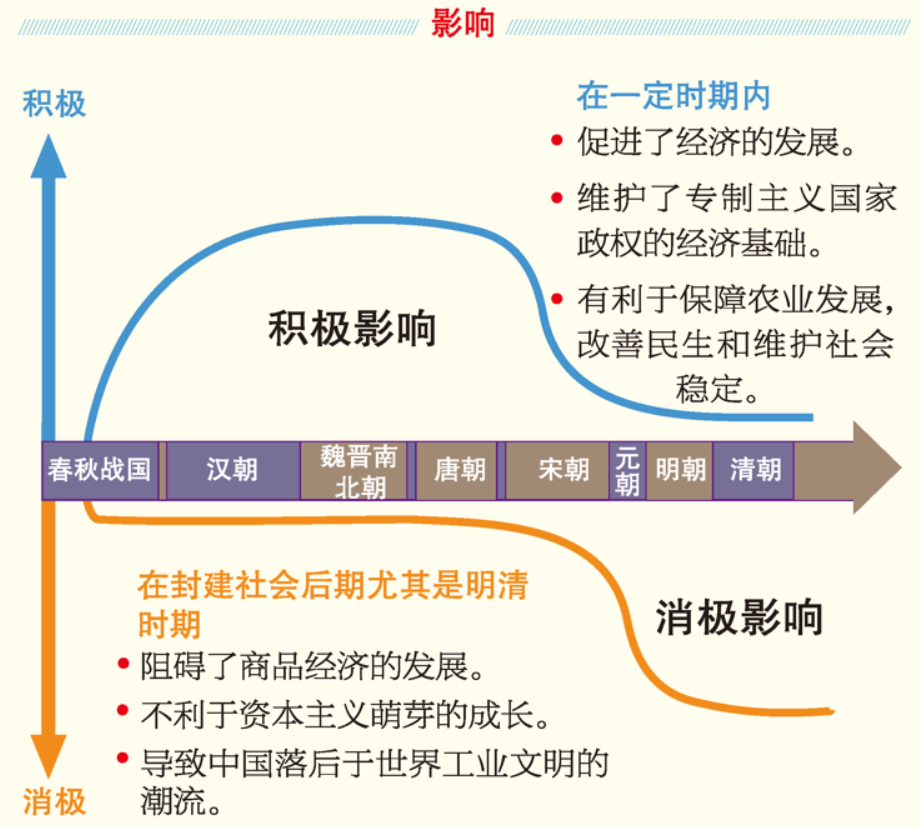 影响
积极
在一定时期内
• 促进了经济的发展。
• 维护了专制主义国家
政权的经济基础。
• 有利于保障农业发展，
改善民生和维护社会
稳定。
积极影响
春秋战国
汉朝
魏晋南
北朝
唐朝
宋朝
元
朝
明朝
清朝
在封建社会后期尤其是明清
时期
• 阻碍了商品经济的发展。
• 不利于资本主义萌芽的成长。
• 导致中国落后于世界工业文明的
潮流。
消极影响
消极